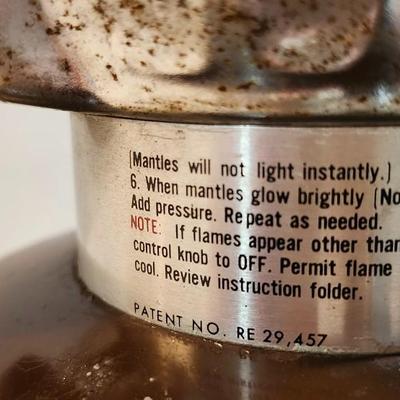 (Mantles will not light instantly.)
6. When mantles glow brightly (No
Add pressure. Repeat as needed.
NOTE: If flames appear other than
control knob to OFF. Permit flame
cool. Review instruction folder.
PATENT NO. RE 29,457